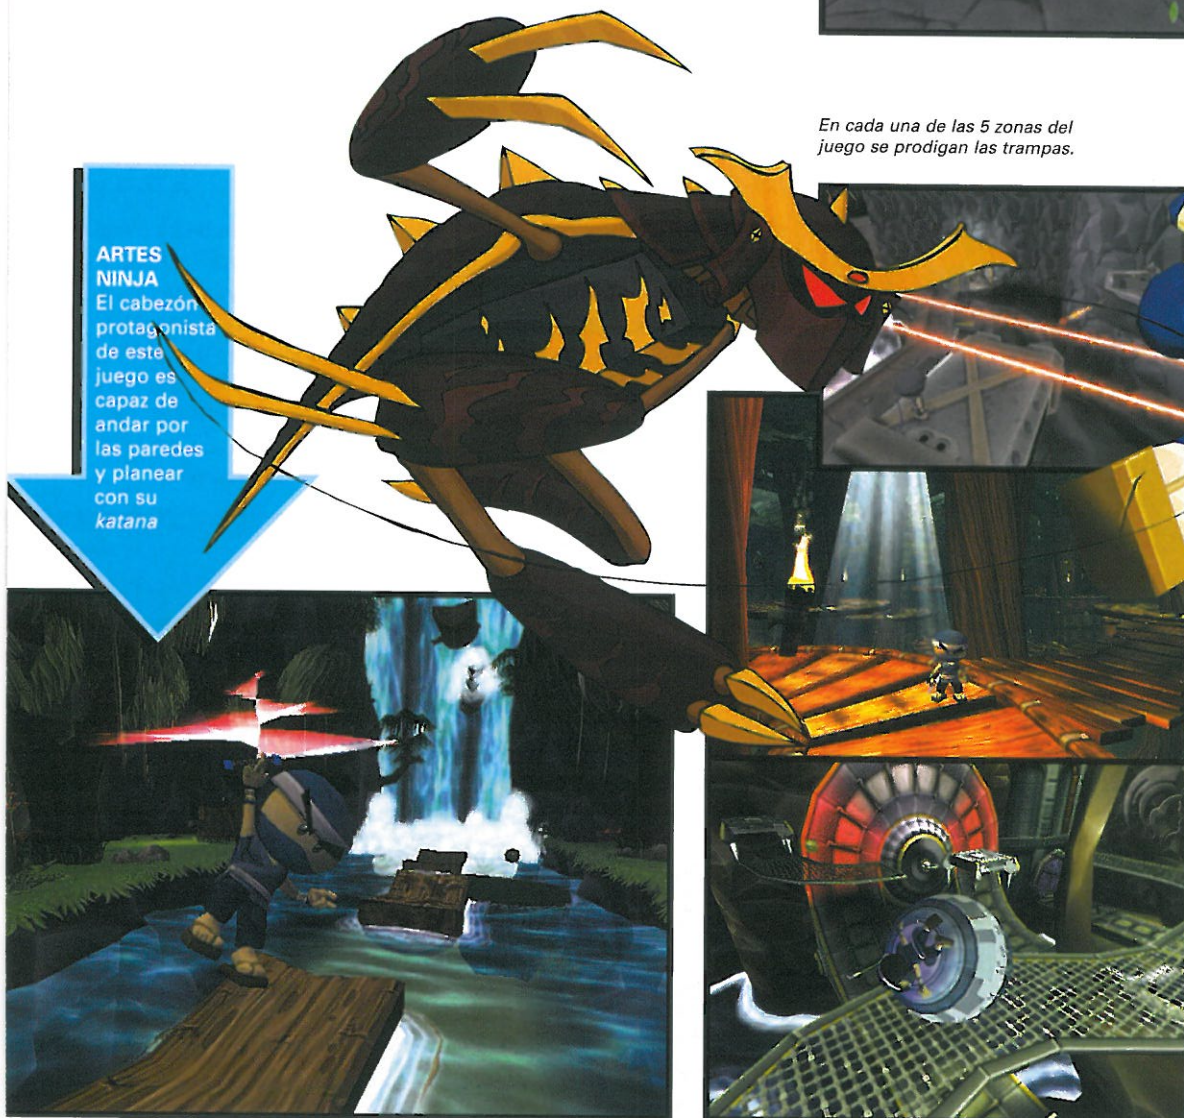 En cada una de las 5 zonas del
juego se prodigan las trampas.
ARTES
NINJA
El cabezón
protagonista
de este
juego es
capaz de
andar por
las paredes
y planear
con su
katana